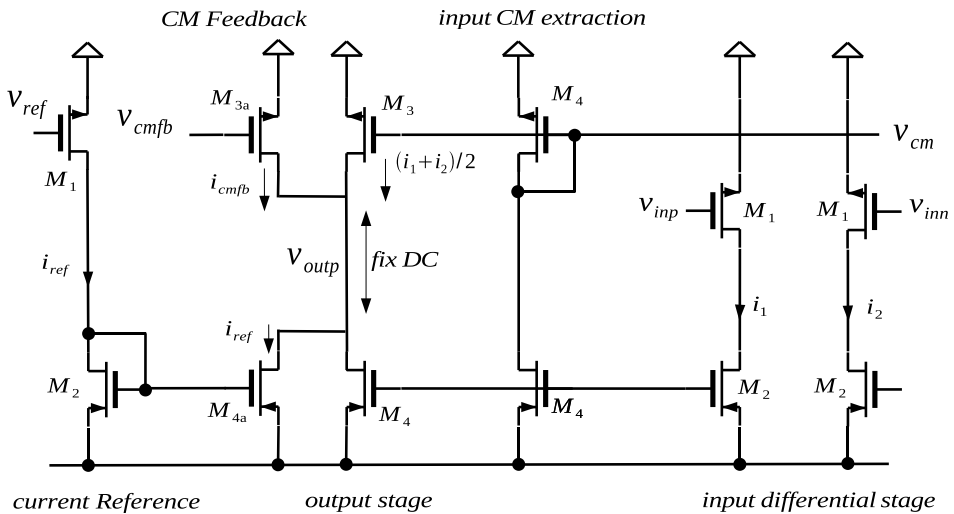 CM Feedback
input CM extraction
v_ref
v_cmfb
M_3a
M_3
M_4
v_cm
M_1
i_cmfb
(i_1+i_2)/2
v_inp
M_1
M_1
v_inn
i_ref
v_outp
fix DC
i_ref
i_1
i_2
M_2
M_4a
M_4
M_4
M_2
M_2
current Reference
output stage
input differential stage